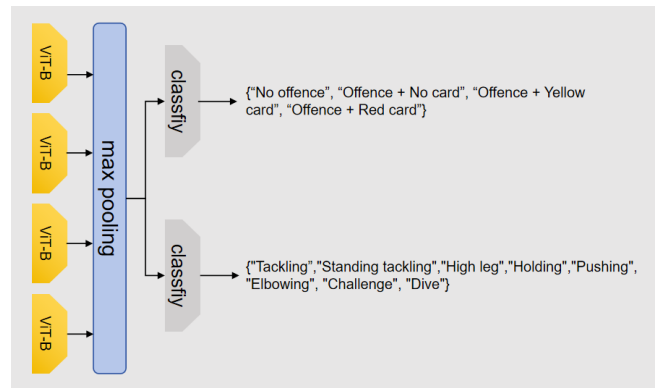 ViT-B
ViT-B
ViT-B
ViT-B
max pooling
classfiy
{“No offence”, “Offence + No card”, “Offence + Yellow
card”, “Offence + Red card”}
classfiy
{"Tackling”,"Standing tackling","High leg","Holding","Pushing",
"Elbowing", "Challenge", "Dive"}